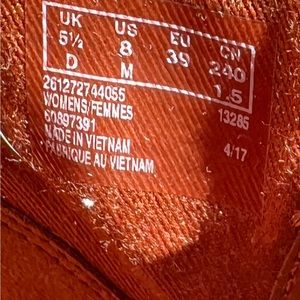 UK US EU CN
5½ 8 39 240
D M 1.5
261272744055
WOMENS/FEMMES 13285
60897391
MADE IN VIETNAM
FABRIQUE AU VIETNAM 4/17